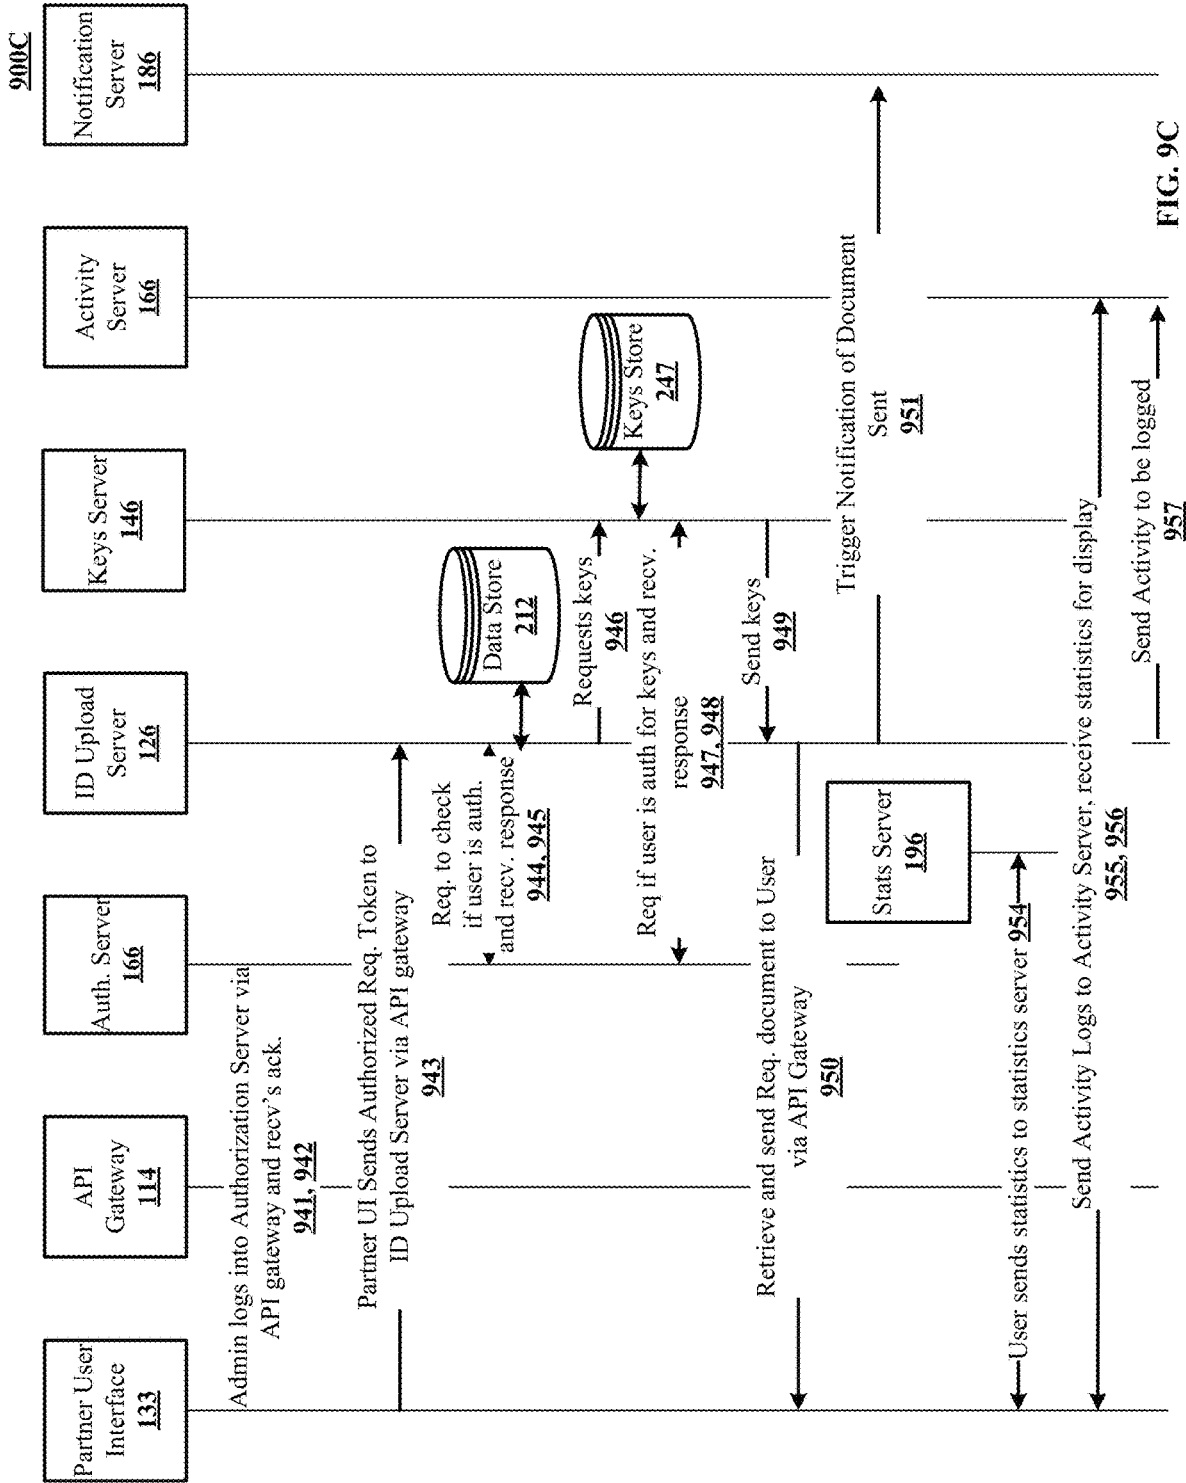 900C
Partner User
Interface
133
API
Gateway
114
Auth. Server
166
ID Upload
Server
126
Keys Server
146
Activity
Server
166
Notification
Server
186
Admin logs into Authorization Server via
API gateway and recv's ack.
941, 942
Partner UI Sends Authorized Req. Token to
ID Upload Server via API gateway
943
Req. to check
if user is auth.
and recv. response
944, 945
Data Store
212
Requests keys
946
Keys Store
247
Req if user is auth for keys and recv.
response
947, 948
Send keys
949
Retrieve and send Req. document to User
via API Gateway
950
Trigger Notification of Document
Sent
951
Stats Server
196
User sends statistics to statistics server 954
Send Activity Logs to Activity Server, receive statistics for display
955, 956
Send Activity to be logged
957
FIG. 9C